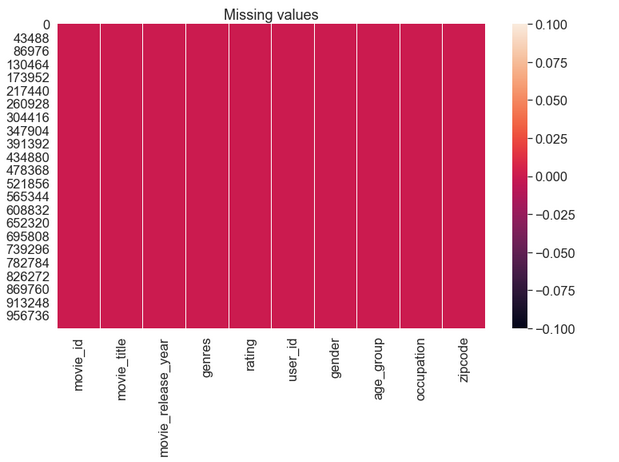 Missing values
0
43488
86976
130464
173952
217440
260928
304416
347904
391392
434880
478368
521856
565344
608832
652320
695808
739296
782784
826272
869760
913248
956736
movie_id
movie_title
movie_release_year
genres
rating
user_id
gender
age_group
occupation
zipcode
0.100
0.075
0.050
0.025
0.000
−0.025
−0.050
−0.075
−0.100